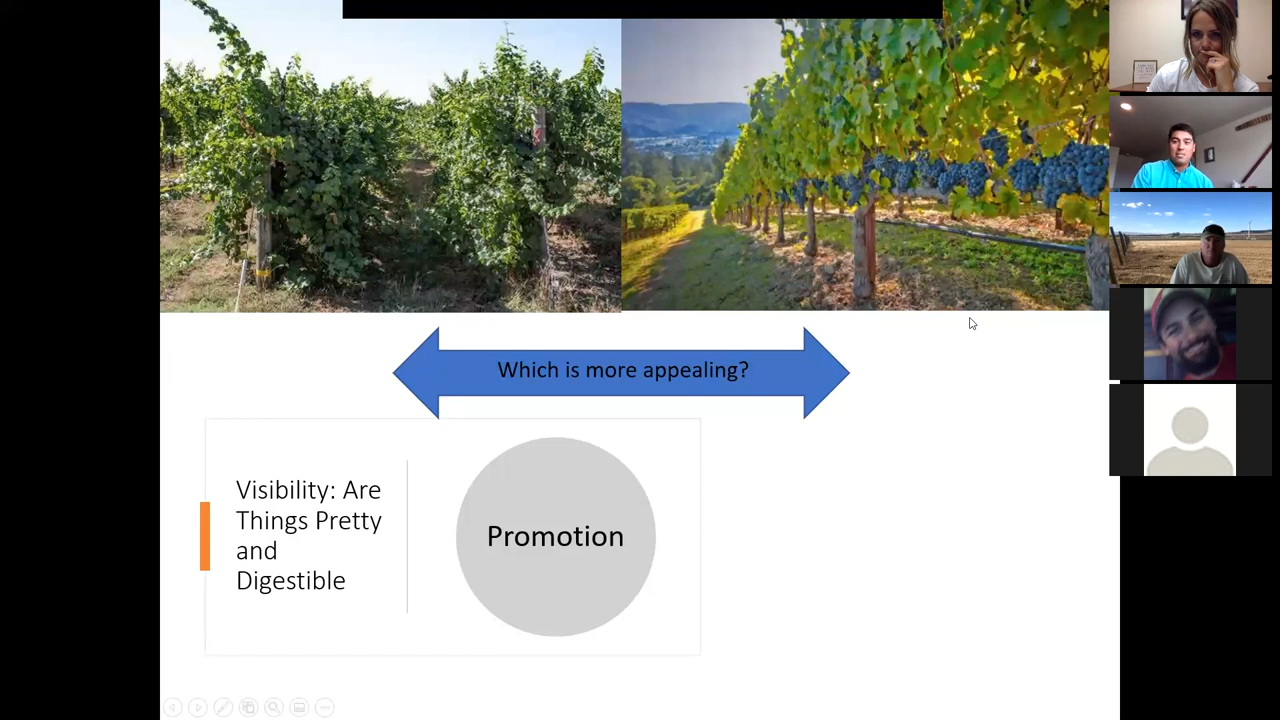 Which is more appealing?
Visibility: Are
Things Pretty
and
Digestible
Promotion